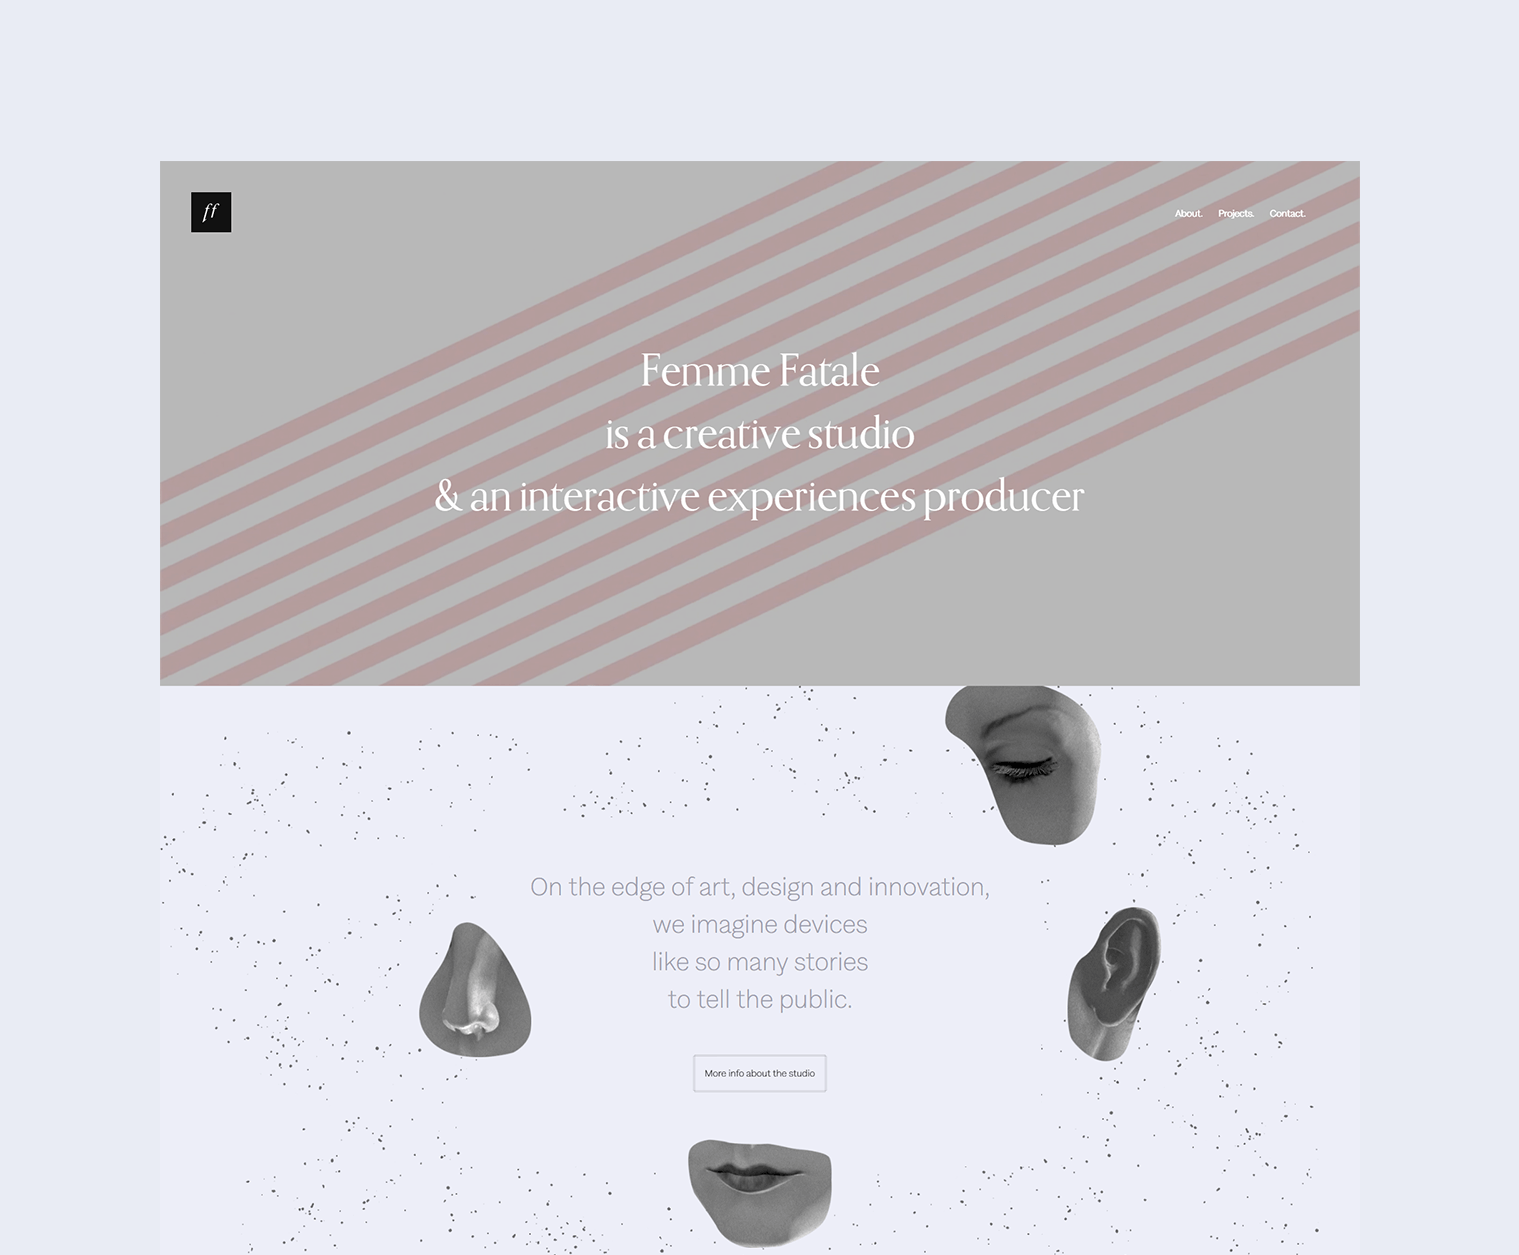 ff
About. Projects. Contact.
Femme Fatale
is a creative studio
& an interactive experiences producer
On the edge of art, design and innovation,
we imagine devices
like so many stories
to tell the public.
More info about the studio